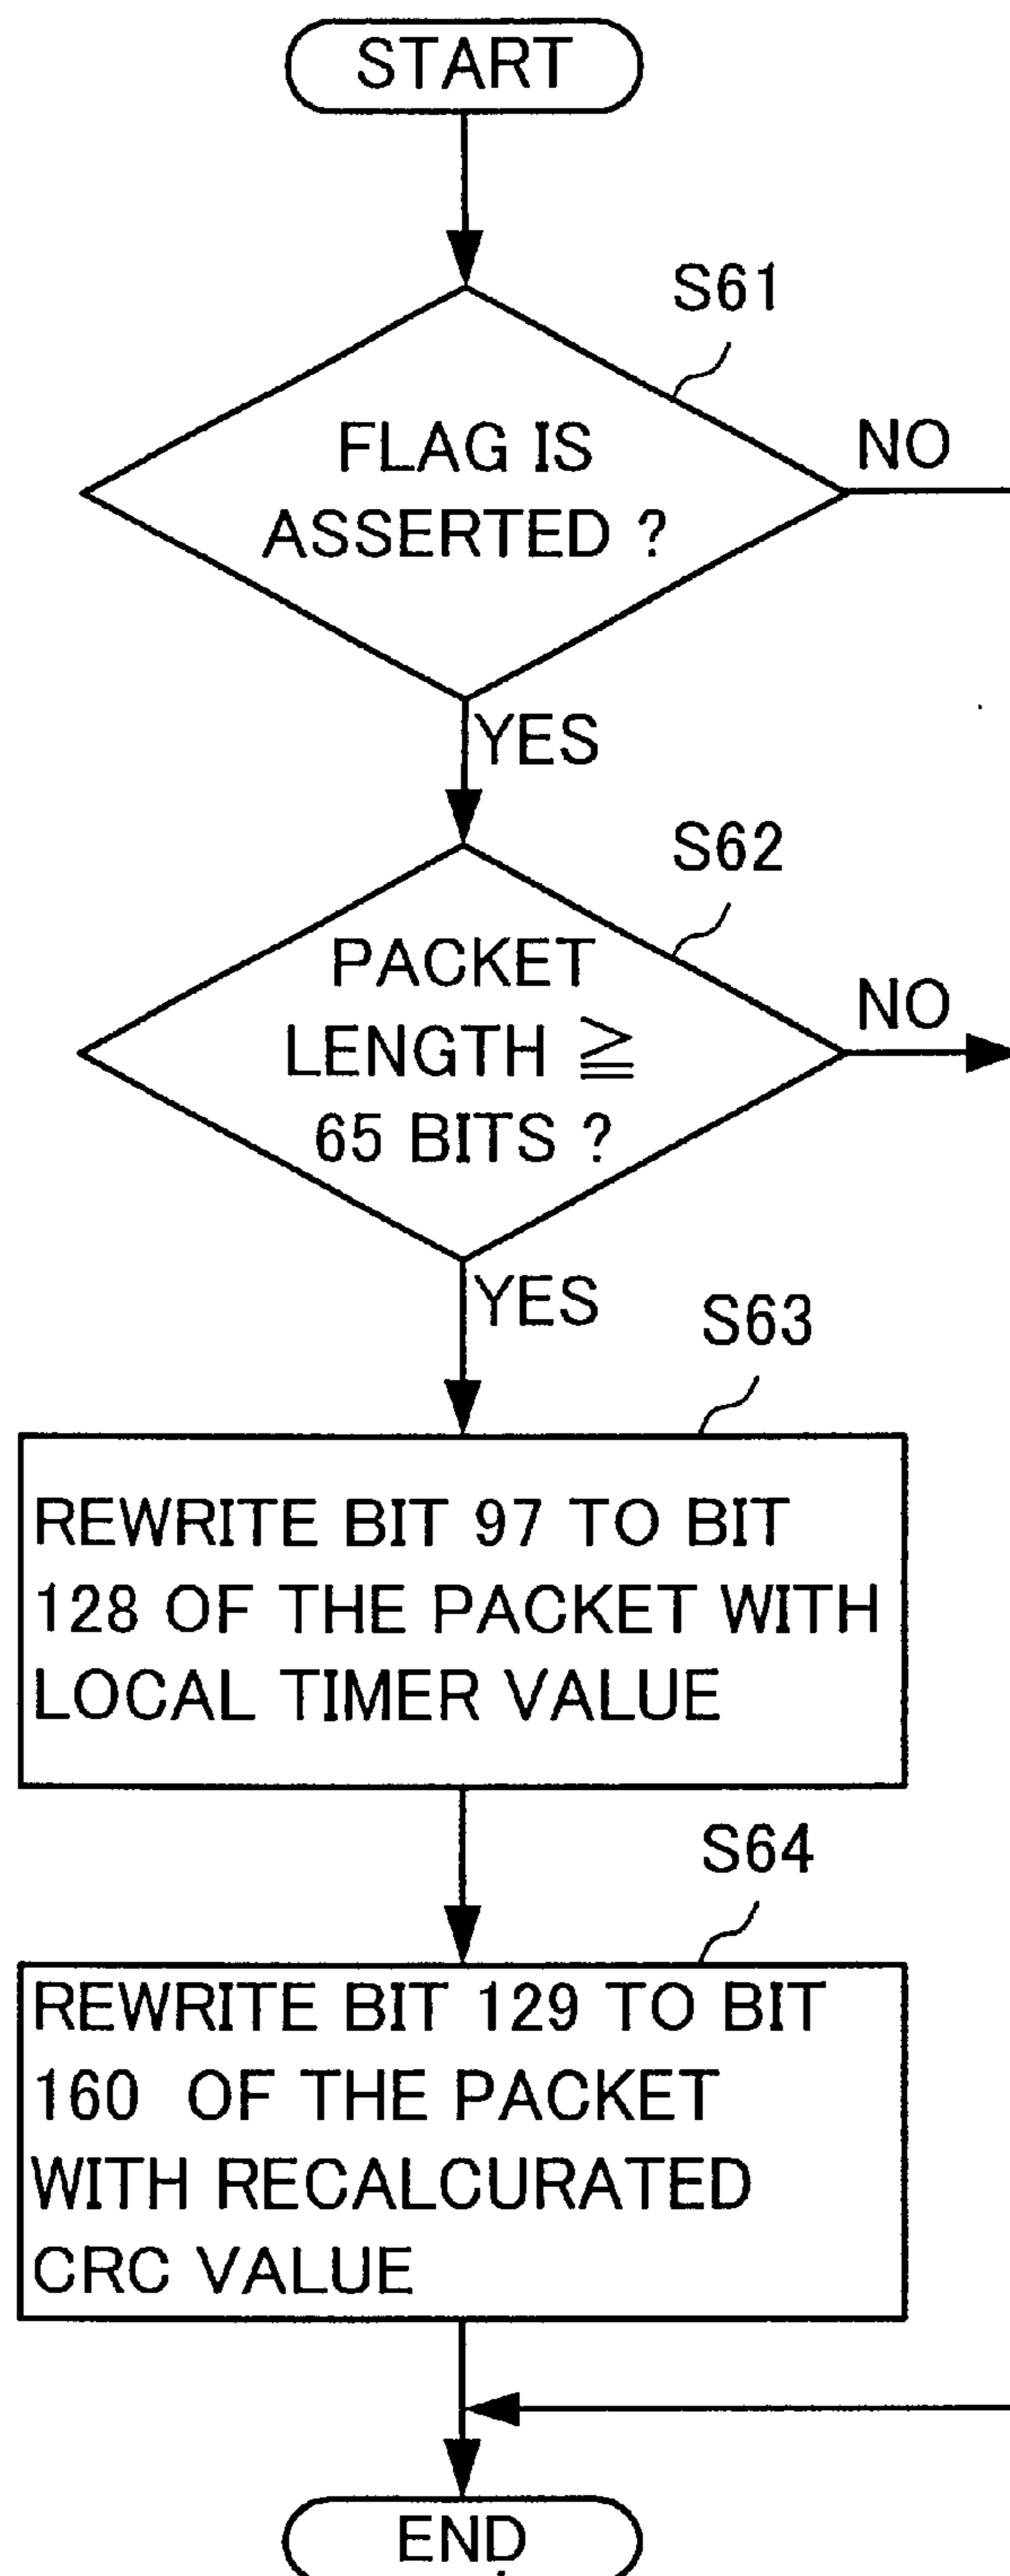 START
S61
FLAG IS
ASSERTED ?
NO
YES
S62
PACKET
LENGTH ≧
65 BITS ?
NO
YES
S63
REWRITE BIT 97 TO BIT
128 OF THE PACKET WITH
LOCAL TIMER VALUE
S64
REWRITE BIT 129 TO BIT
160 OF THE PACKET
WITH RECALCURATED
CRC VALUE
END